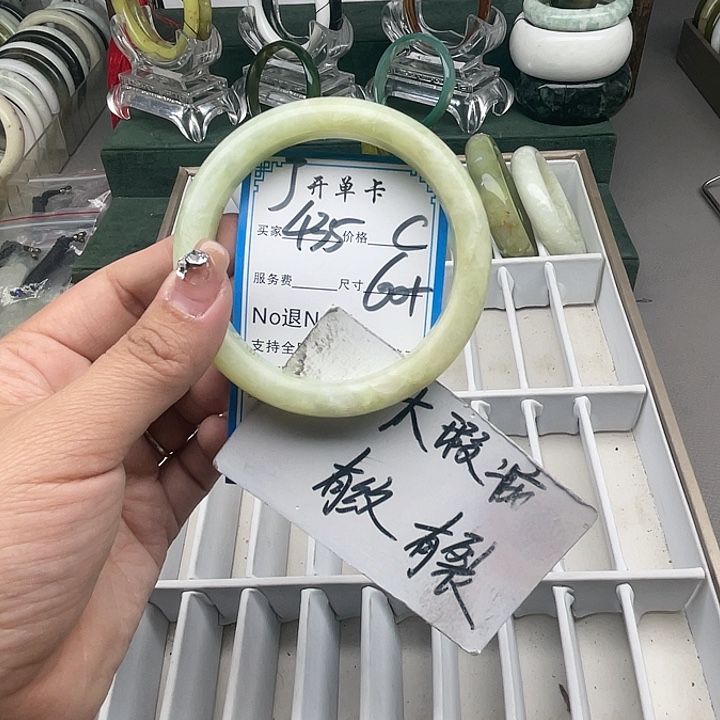 J 开单卡
买家 435 价格 C
服务费 尺寸 60+
No退N
支持全
大瑕疵
有纹 有裂